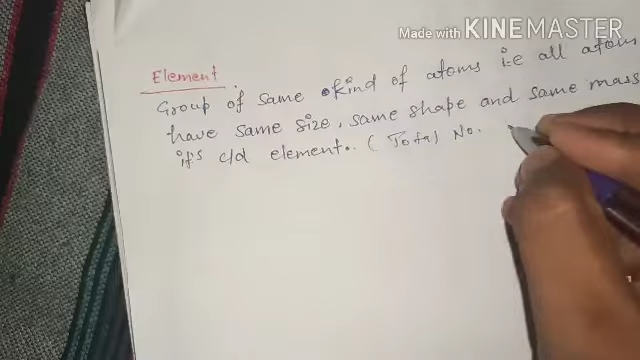 Made with KINEMASTER
Element.
Group of same kind of atoms i.e all atoms
have same size, same shape and same mass
its c/d element. (Total No.